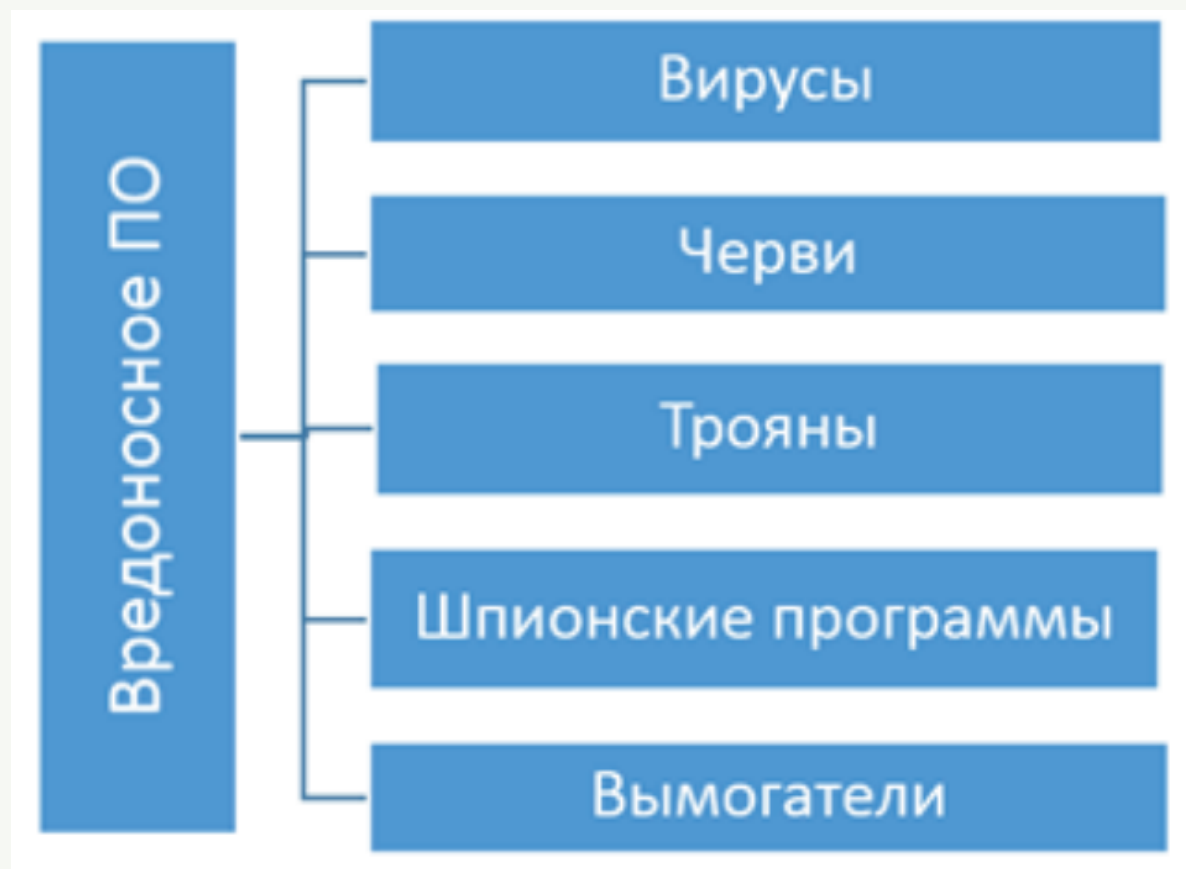 Вредоносное ПО
Вирусы
Черви
Трояны
Шпионские программы
Вымогатели